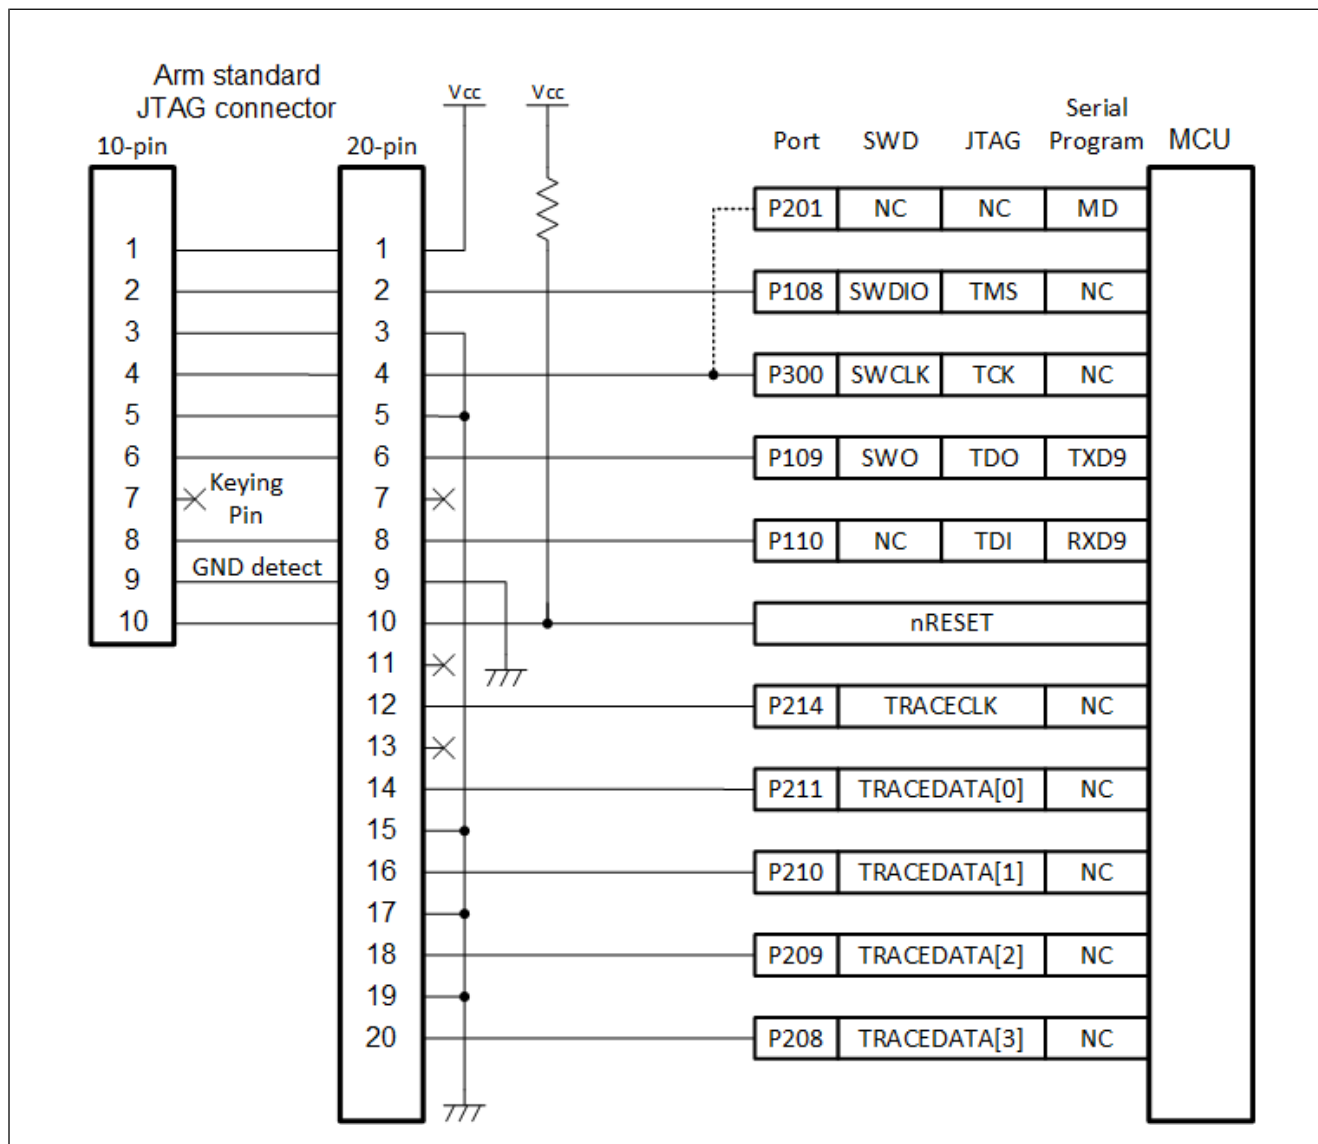 Arm standard
JTAG connector
10-pin
20-pin
Vcc
Vcc
Port
SWD
JTAG
Serial
Program
MCU
P201 NC NC MD
1 1
2 2 P108 SWDIO TMS NC
3 3
4 4 P300 SWCLK TCK NC
5 5
6 6 P109 SWO TDO TXD9
7 Keying
Pin 7
8 8 P110 NC TDI RXD9
9 GND detect 9
10 10 nRESET
11
12 P214 TRACECLK NC
13
14 P211 TRACEDATA[0] NC
15
16 P210 TRACEDATA[1] NC
17
18 P209 TRACEDATA[2] NC
19
20 P208 TRACEDATA[3] NC